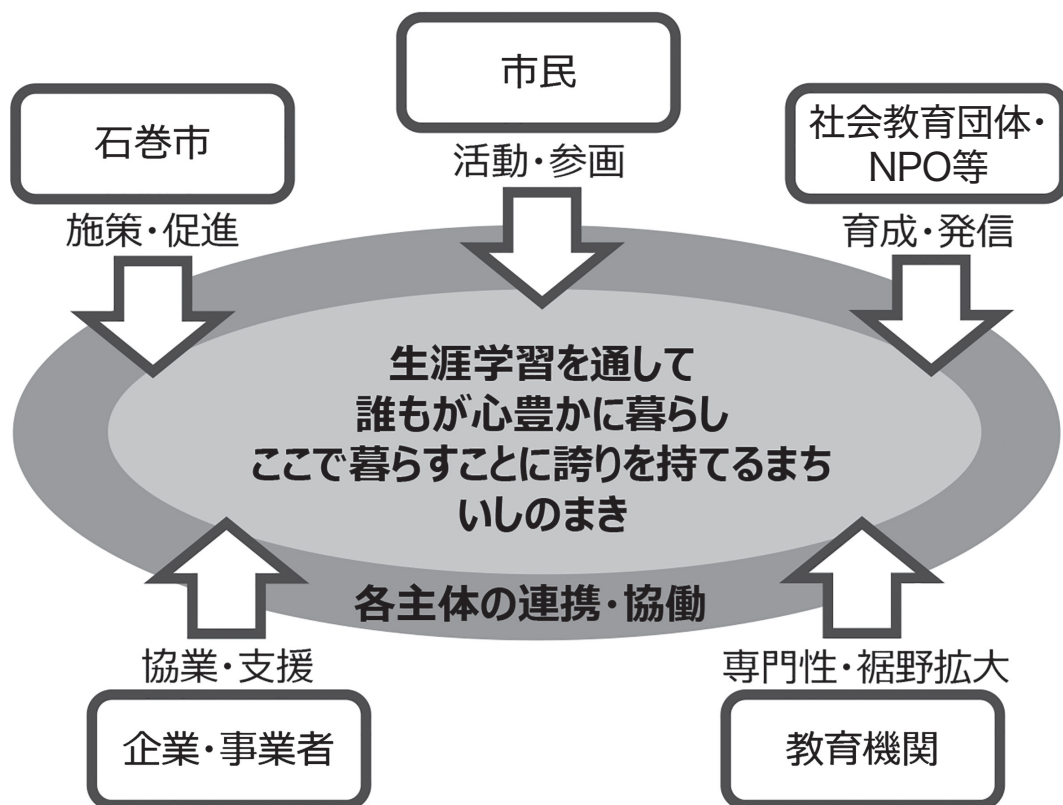 市民
活動・参画
石巻市
施策・促進
社会教育団体・
NPO等
育成・発信
生涯学習を通して
誰もが心豊かに暮らし
ここで暮らすことに誇りを持てるまち
いしのまき
各主体の連携・協働
協業・支援
企業・事業者
専門性・裾野拡大
教育機関